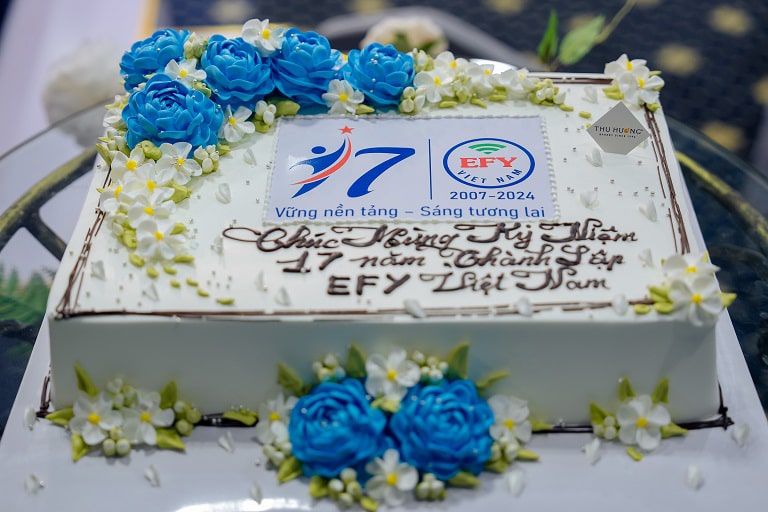 17
EFY
VIỆT NAM
2007-2024
Vững nền tảng – Sáng tương lai
THU HƯƠNG
Chúc Mừng Kỷ Niệm
17 năm Thành Lập
EFY Việt Nam